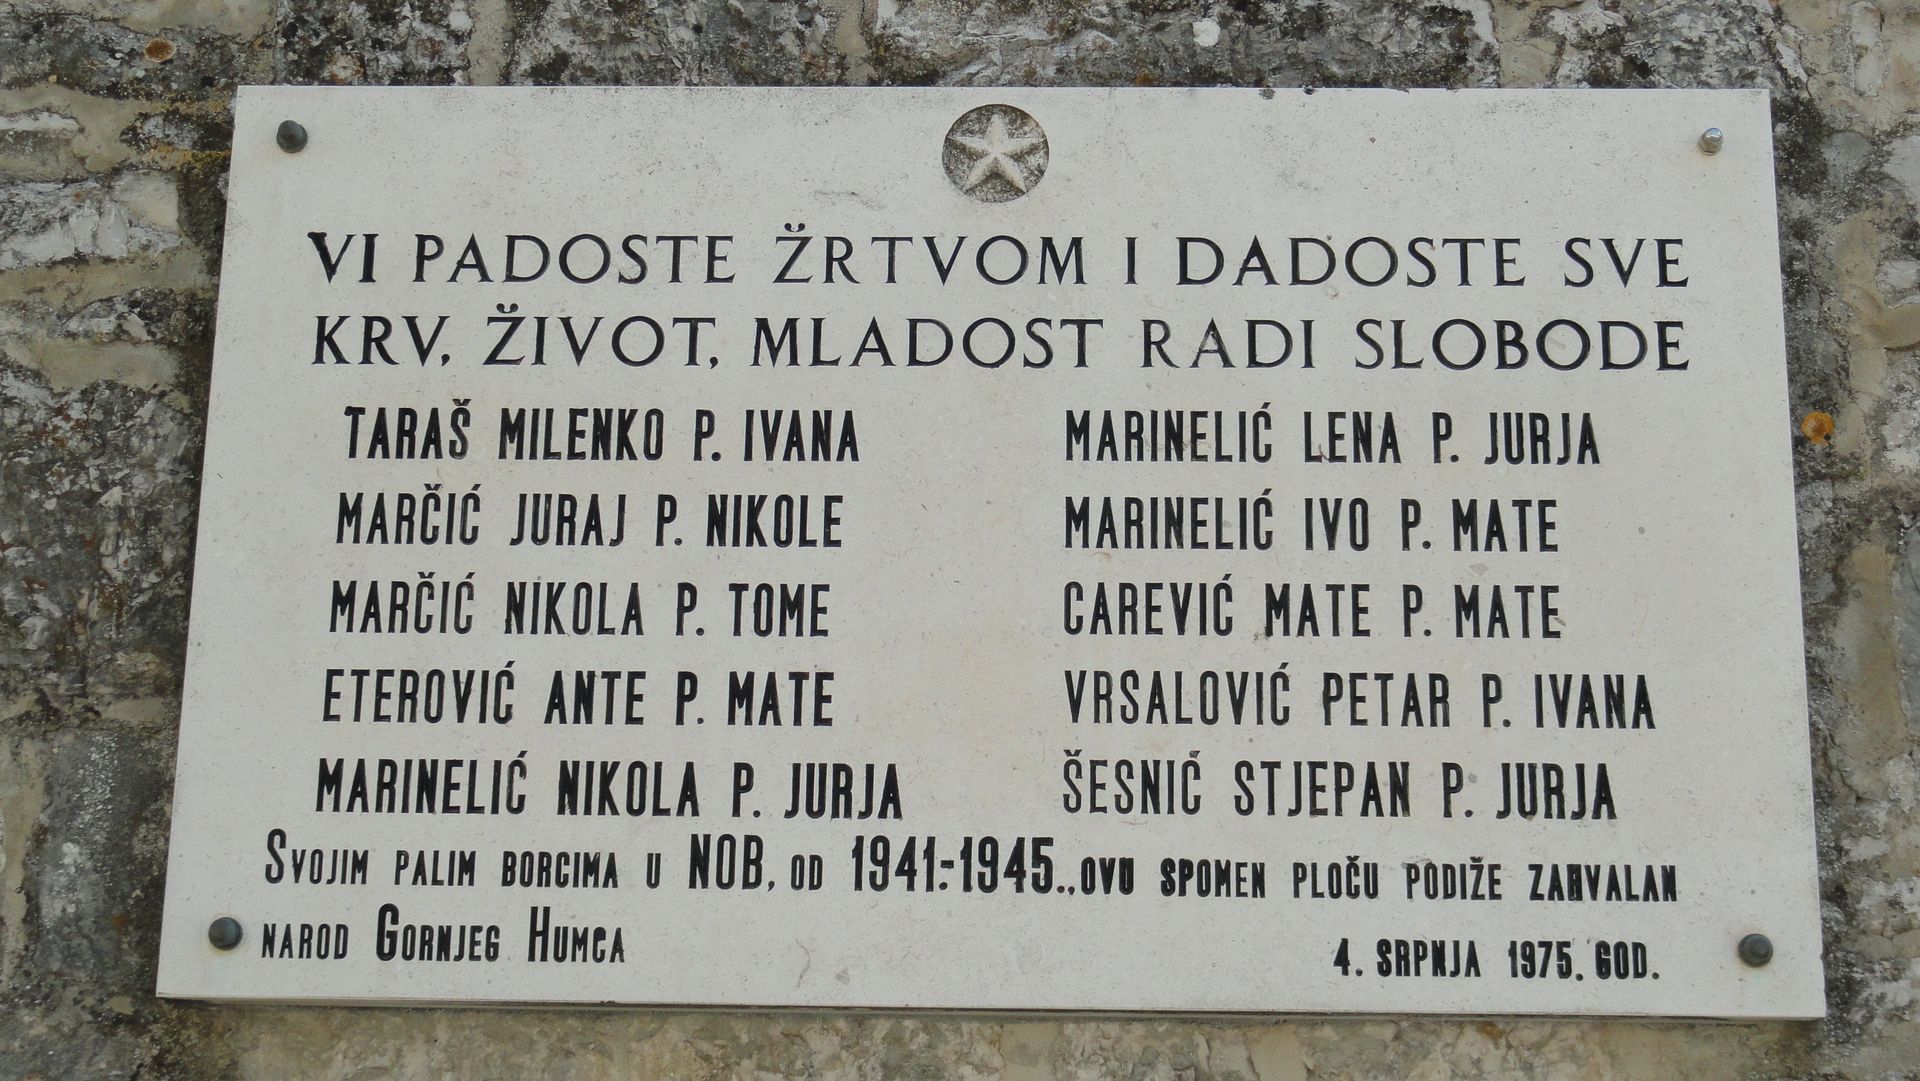 VI PADOSTE ŽRTVOM I DADOSTE SVE
KRV, ŽIVOT, MLADOST RADI SLOBODE
TARAŠ MILENKO P. IVANA
MARČIĆ JURAJ P. NIKOLE
MARČIĆ NIKOLA P. TOME
ETEROVIĆ ANTE P. MATE
MARINELIĆ NIKOLA P. JURJA
MARINELIĆ LENA P. JURJA
MARINELIĆ IVO P. MATE
CAREVIĆ MATE P. MATE
VRSALOVIĆ PETAR P. IVANA
ŠESNIĆ STJEPAN P. JURJA
SVOJIM PALIM BORCIMA U NOB, OD 1941.-1945.,OVU SPOMEN PLOČU PODIŽE ZAHVALAN
NAROD GORNJEG HUMCA
4. SRPNJA 1975. GOD.